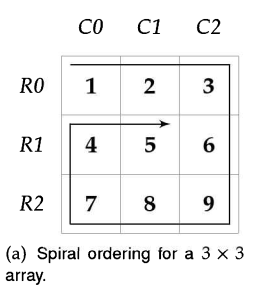 C0 C1 C2
R0 1 2 3
R1 4 5 6
R2 7 8 9
(a) Spiral ordering for a 3 × 3
array.